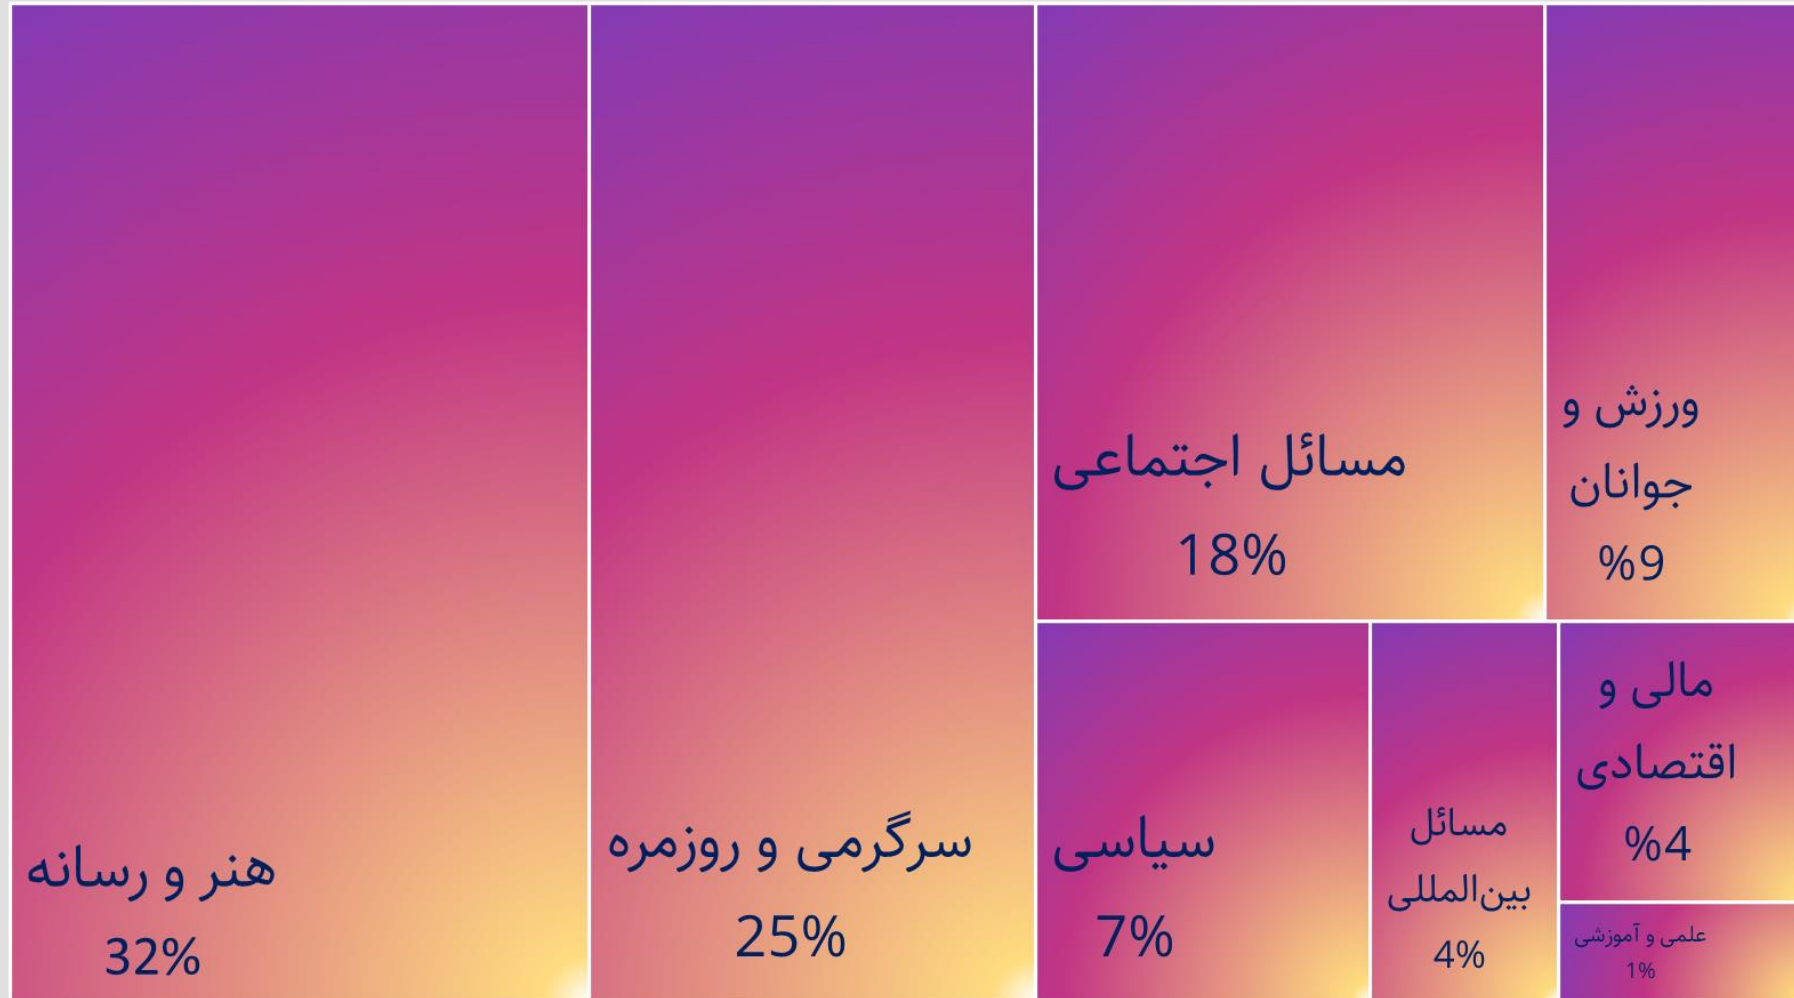 هنر و رسانه
32%
سرگرمی و روزمره
25%
مسائل اجتماعی
18%
ورزش و
جوانان
%9
سیاسی
7%
مسائل
بین‌المللی
4%
مالی و
اقتصادی
%4
علمی و آموزشی
1%